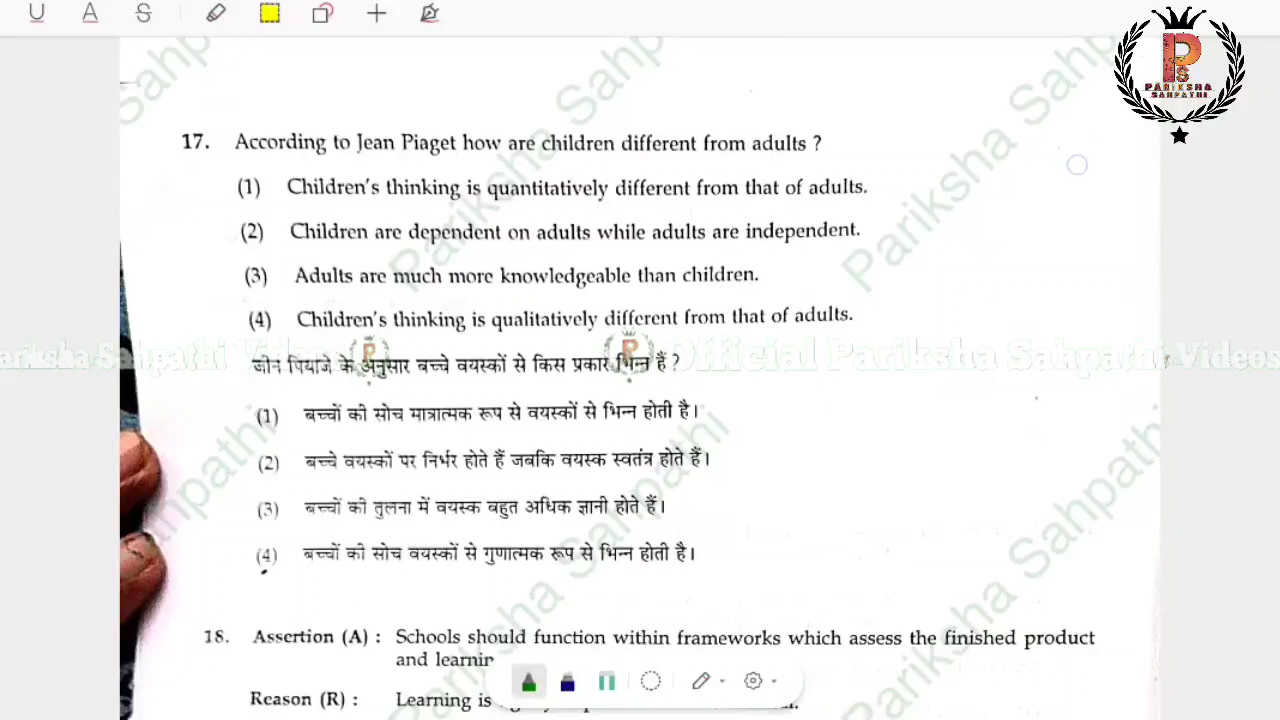 PARIKSHA
SAHPATHI
17. According to Jean Piaget how are children different from adults ?
(1) Children's thinking is quantitatively different from that of adults.
(2) Children are dependent on adults while adults are independent.
(3) Adults are much more knowledgeable than children.
(4) Children's thinking is qualitatively different from that of adults.
जीन पियाजे के अनुसार बच्चे वयस्कों से किस प्रकार भिन्न हैं ?
Pariksha Sahpathi Videos Official Pariksha Sahpathi Videos
(1) बच्चों की सोच मात्रात्मक रूप से वयस्कों से भिन्न होती है।
(2) बच्चे वयस्कों पर निर्भर होते हैं जबकि वयस्क स्वतंत्र होते हैं।
(3) बच्चों की तुलना में वयस्क बहुत अधिक ज्ञानी होते हैं।
(4) बच्चों की सोच वयस्कों से गुणात्मक रूप से भिन्न होती है।
18. Assertion (A) : Schools should function within frameworks which assess the finished product
and
Reason (R) : Learning is